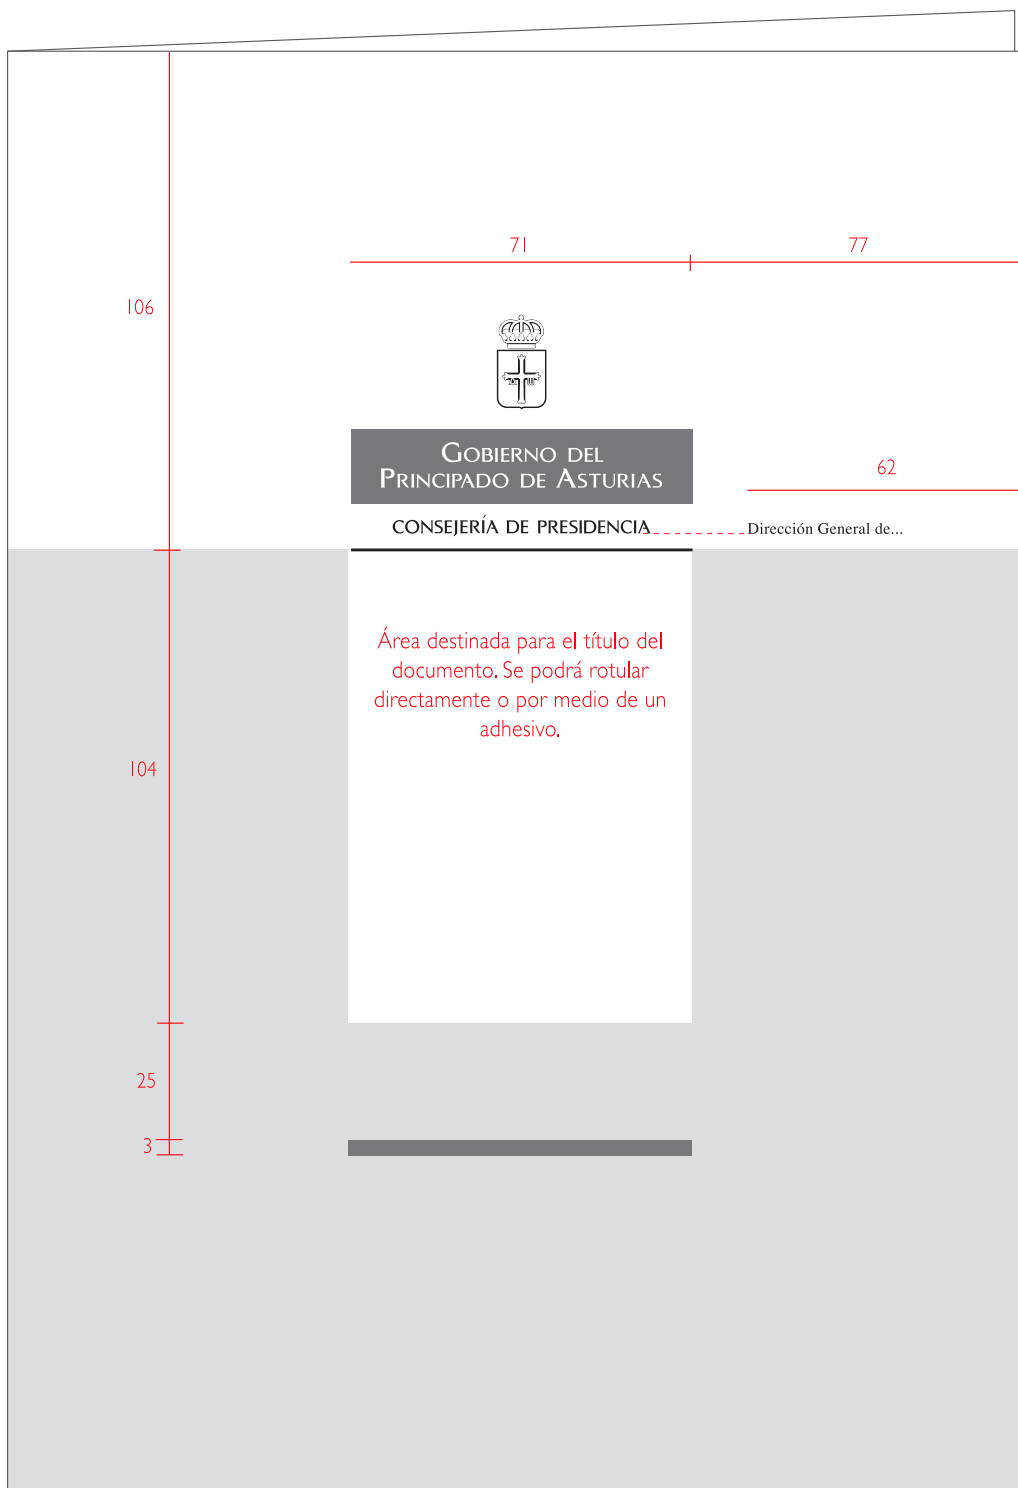 71
77
106
GOBIERNO DEL
PRINCIPADO DE ASTURIAS
62
CONSEJERÍA DE PRESIDENCIA
Dirección General de...
Área destinada para el título del
documento. Se podrá rotular
directamente o por medio de un
adhesivo.
104
25
3